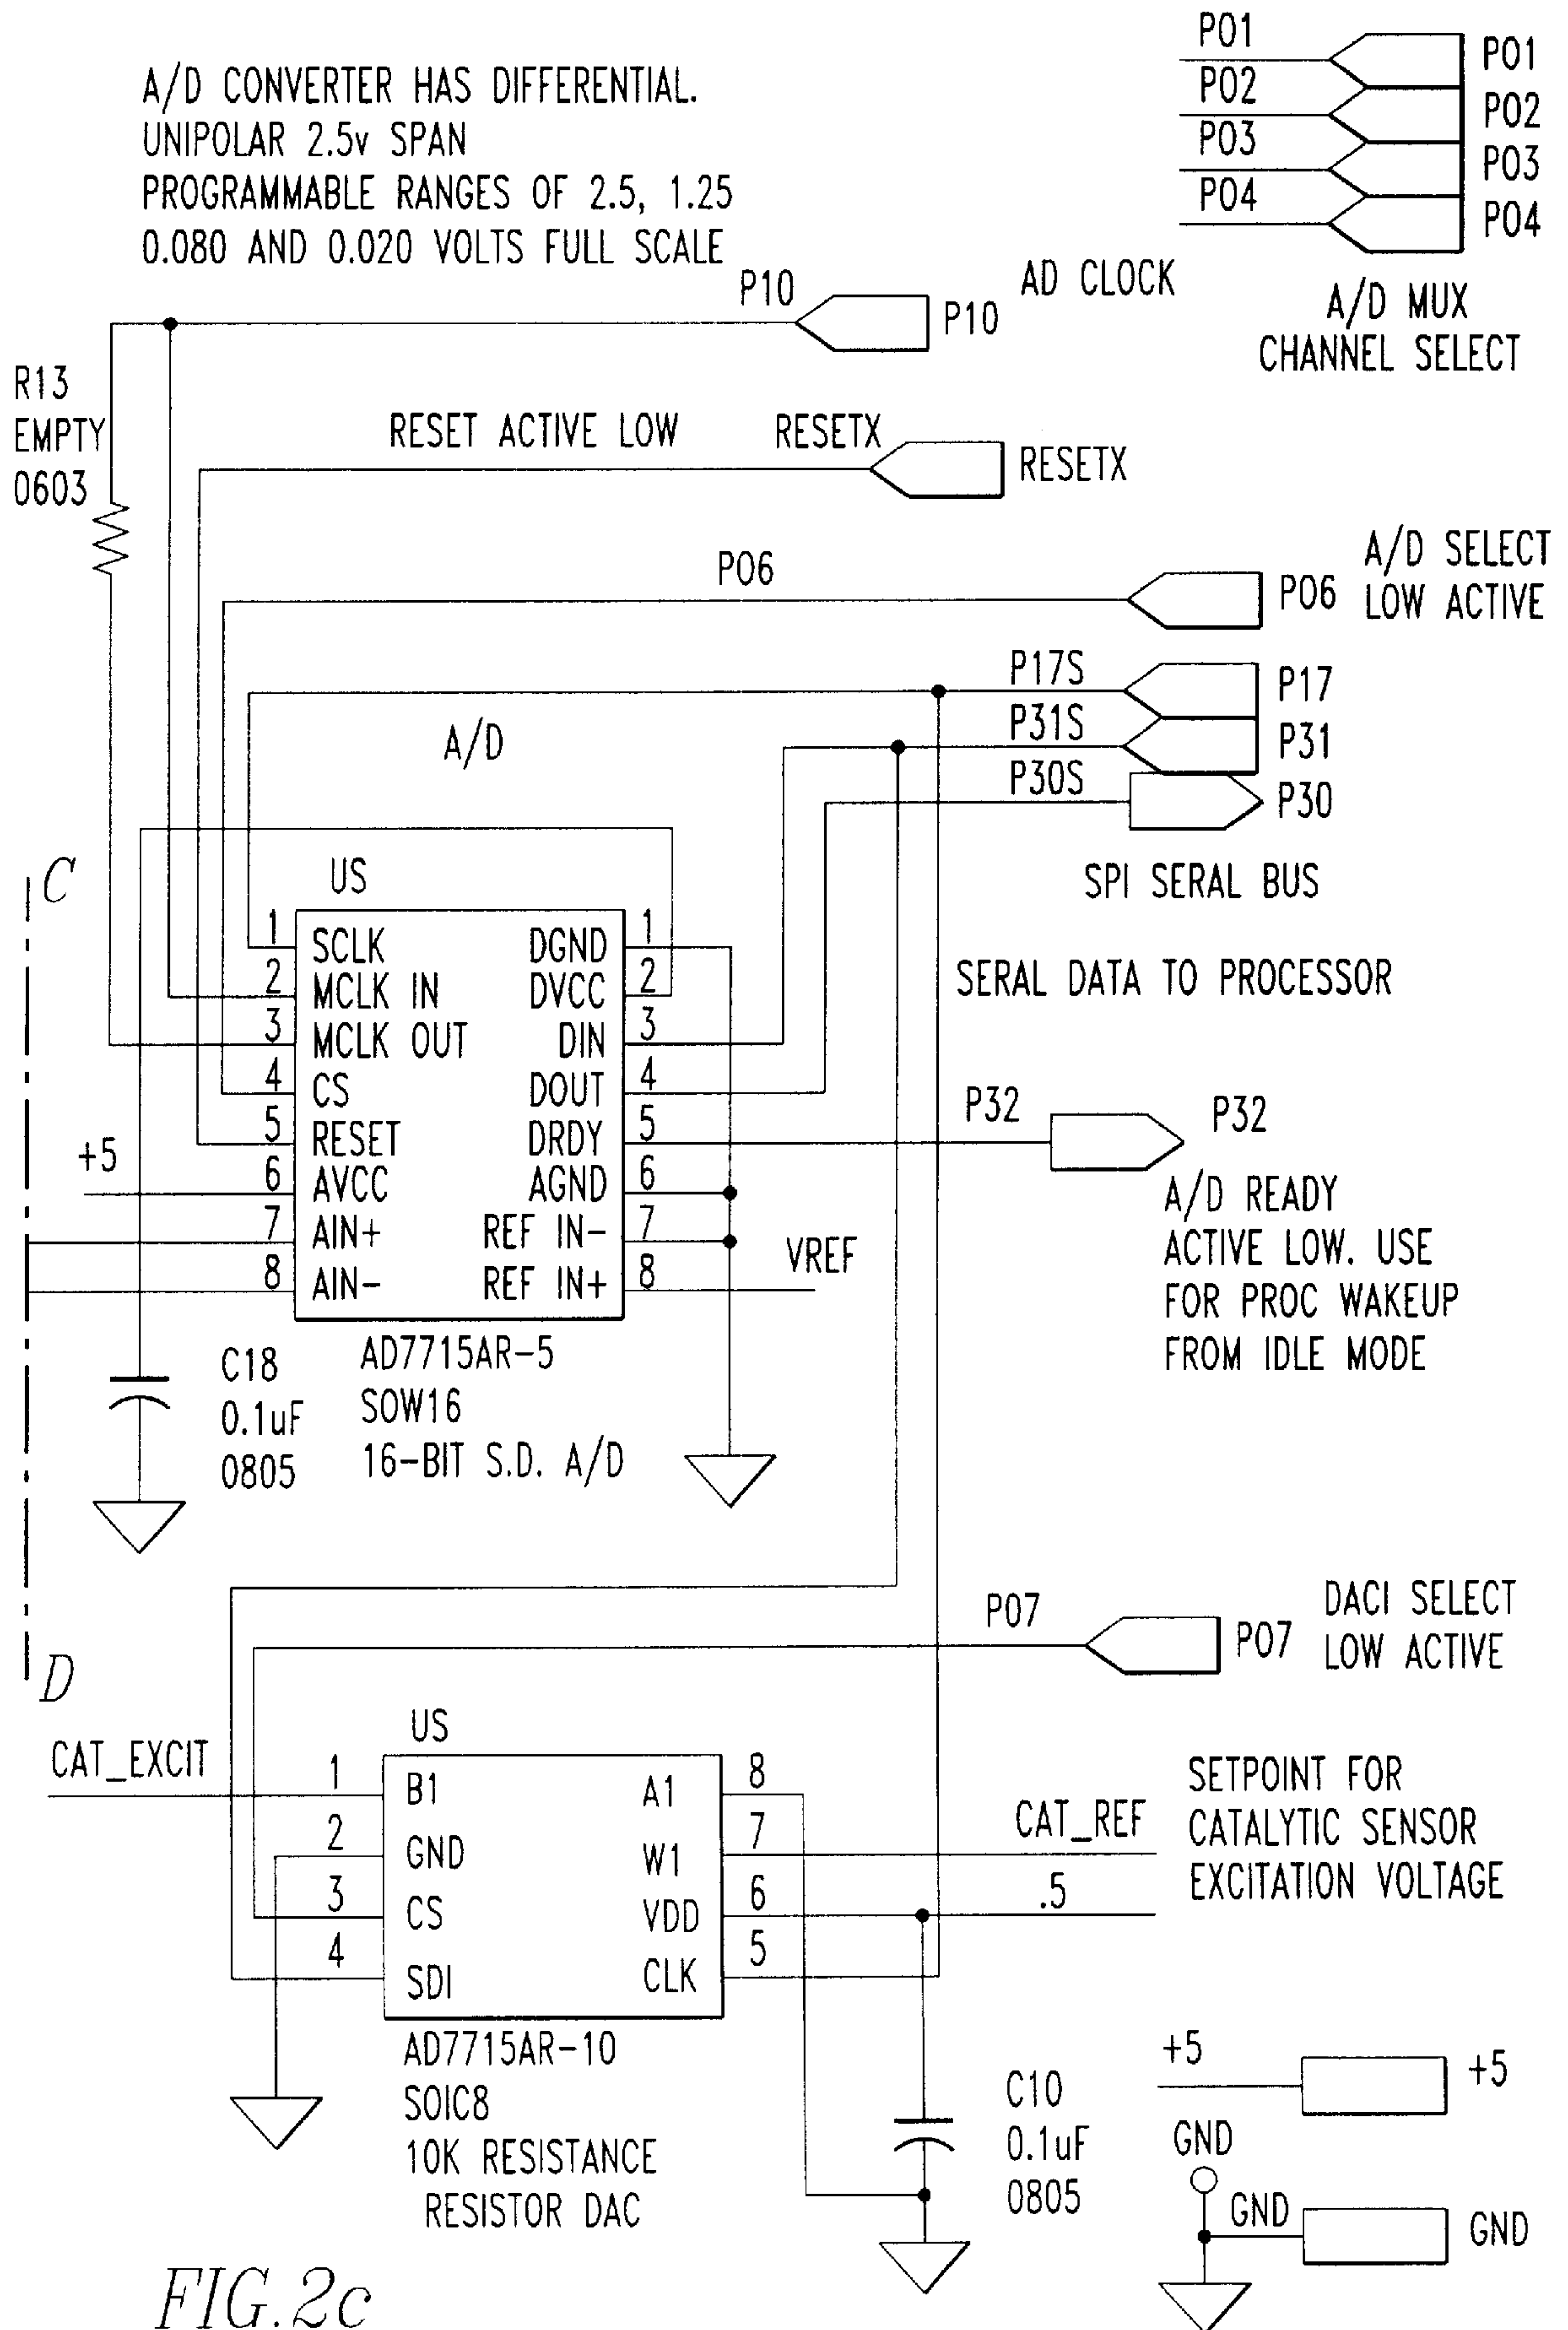 A/D CONVERTER HAS DIFFERENTIAL.
UNIPOLAR 2.5v SPAN
PROGRAMMABLE RANGES OF 2.5, 1.25
0.080 AND 0.020 VOLTS FULL SCALE
P01 P01
P02 P02
P03 P03
P04 P04
A/D MUX
CHANNEL SELECT
P10 P10
AD CLOCK
R13
EMPTY
0603
RESET ACTIVE LOW RESETX RESETX
P06 P06
A/D SELECT
LOW ACTIVE
P17S P17
P31S P31
P30S P30
SPI SERAL BUS
A/D
C
US
1 SCLK DGND 1
2 MCLK IN DVCC 2
3 MCLK OUT DIN 3
4 CS DOUT 4
5 RESET DRDY 5
+5 6 AVCC AGND 6
7 AIN+ REF IN- 7
8 AIN- REF IN+ 8
VREF
SERAL DATA TO PROCESSOR
P32 P32
A/D READY
ACTIVE LOW. USE
FOR PROC WAKEUP
FROM IDLE MODE
C18
0.1uF
0805
AD7715AR-5
SOW16
16-BIT S.D. A/D
D
P07 P07
DACI SELECT
LOW ACTIVE
US
CAT_EXCIT 1 B1 A1 8
2 GND W1 7 CAT_REF
3 CS VDD 6 .5
4 SDI CLK 5
SETPOINT FOR
CATALYTIC SENSOR
EXCITATION VOLTAGE
AD7715AR-10
SOIC8
10K RESISTANCE
RESISTOR DAC
C10
0.1uF
0805
+5 +5
GND
GND GND
FIG.2c